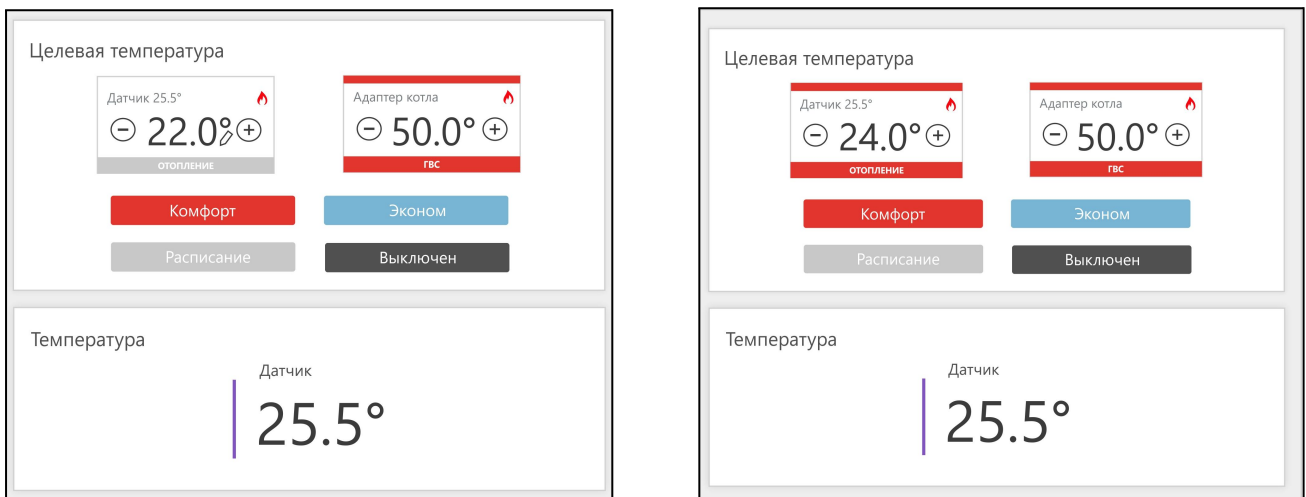 Целевая температура
Датчик 25.5°
22.0°
ОТОПЛЕНИЕ
Адаптер котла
50.0°
ГВС
Комфорт
Эконом
Расписание
Выключен
Температура
Датчик
25.5°
Целевая температура
Датчик 25.5°
24.0°
ОТОПЛЕНИЕ
Адаптер котла
50.0°
ГВС
Комфорт
Эконом
Расписание
Выключен
Температура
Датчик
25.5°